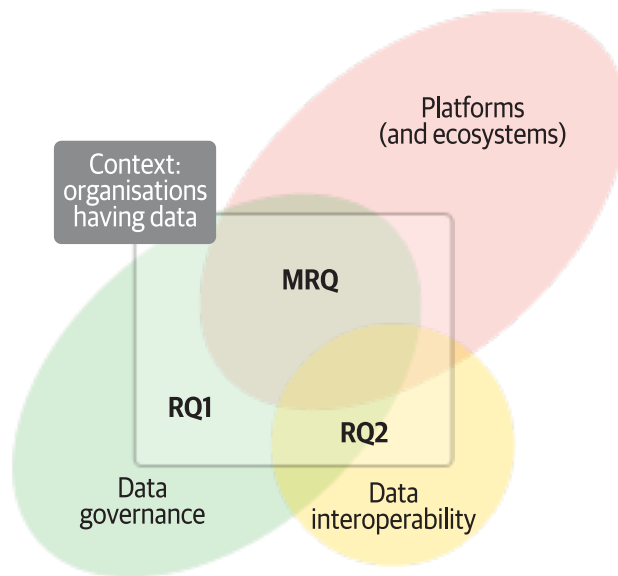 Platforms
(and ecosystems)
Context:
organisations
having data
MRQ
RQ1
RQ2
Data
governance
Data
interoperability